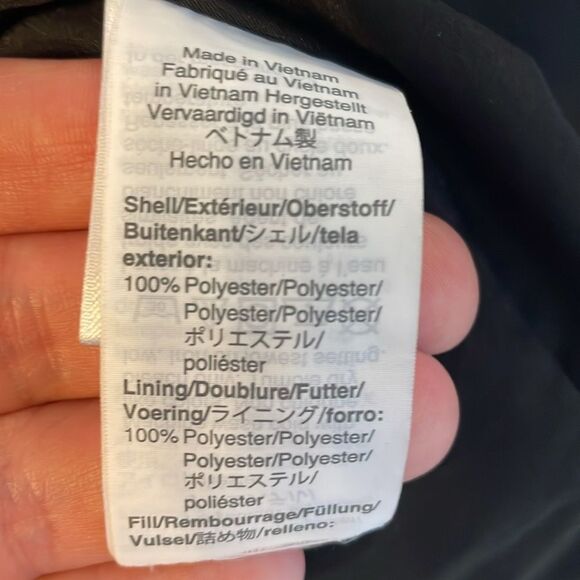 Made in Vietnam
Fabriqué au Vietnam
in Vietnam Hergestellt
Vervaardigd in Viëtnam
ベトナム製
Hecho en Vietnam
Shell/Extérieur/Oberstoff/
Buitenkant/シェル/tela
exterior:
100% Polyester/Polyester/
Polyester/Polyester/
ポリエステル/
poliéster
Lining/Doublure/Futter/
Voering/ライニング/forro:
100% Polyester/Polyester/
Polyester/Polyester/
ポリエステル/
poliéster
Fill/Rembourrage/Füllung/
Vulsel/詰め物/relleno: